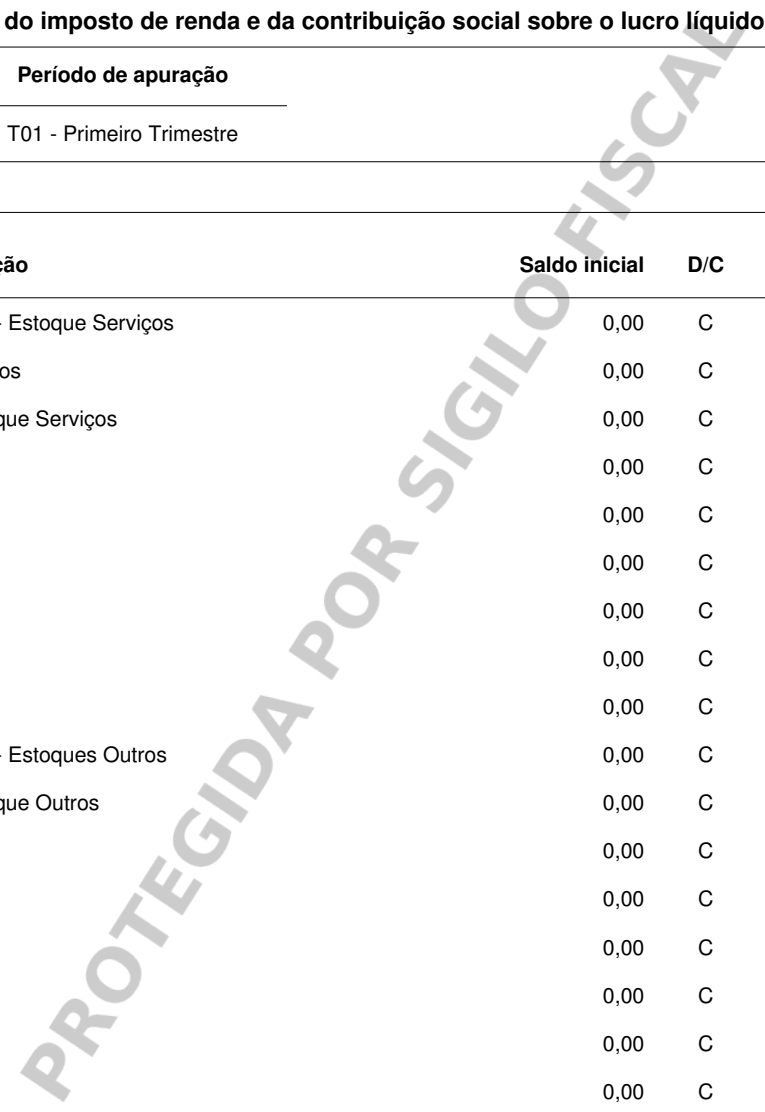 do imposto de renda e da contribuição social sobre o lucro líquido
Período de apuração
T01 - Primeiro Trimestre
ção Saldo inicial D/C
- Estoque Serviços 0,00 C
os 0,00 C
que Serviços 0,00 C
0,00 C
0,00 C
0,00 C
0,00 C
0,00 C
0,00 C
- Estoques Outros 0,00 C
que Outros 0,00 C
0,00 C
0,00 C
0,00 C
0,00 C
0,00 C
0,00 C
PROTEGIDA POR SIGILO FISCAL